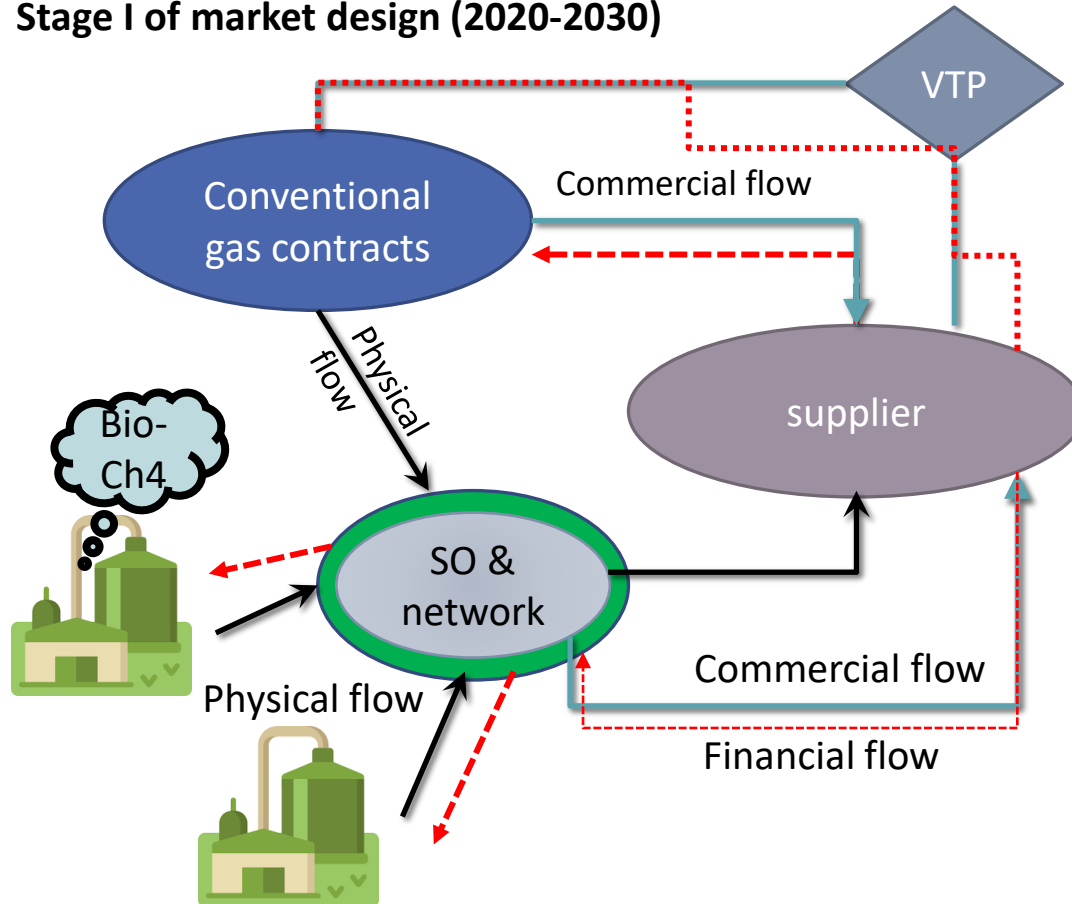 Stage I of market design (2020-2030)
VTP
Conventional
gas contracts
Commercial flow
Physical
flow
supplier
Bio-
Ch4
SO &
network
Physical flow
Commercial flow
Financial flow